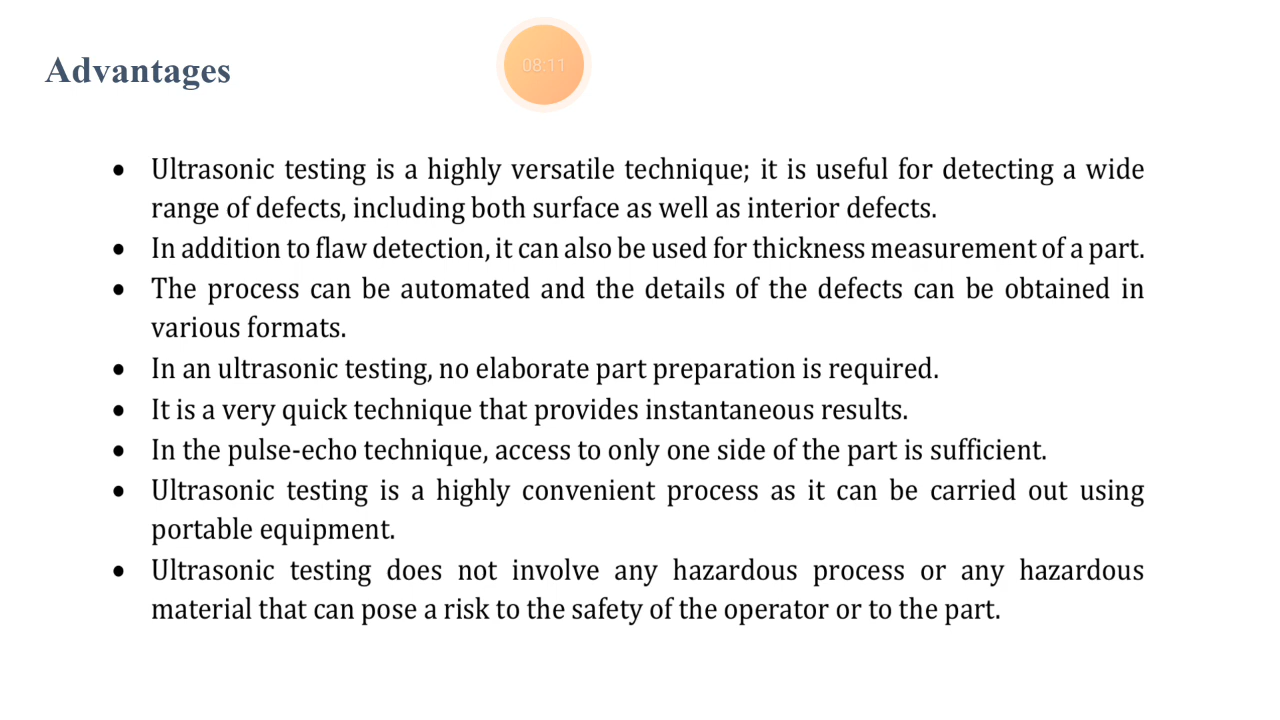 Advantages
08:11
• Ultrasonic testing is a highly versatile technique; it is useful for detecting a wide
range of defects, including both surface as well as interior defects.
• In addition to flaw detection, it can also be used for thickness measurement of a part.
• The process can be automated and the details of the defects can be obtained in
various formats.
• In an ultrasonic testing, no elaborate part preparation is required.
• It is a very quick technique that provides instantaneous results.
• In the pulse-echo technique, access to only one side of the part is sufficient.
• Ultrasonic testing is a highly convenient process as it can be carried out using
portable equipment.
• Ultrasonic testing does not involve any hazardous process or any hazardous
material that can pose a risk to the safety of the operator or to the part.